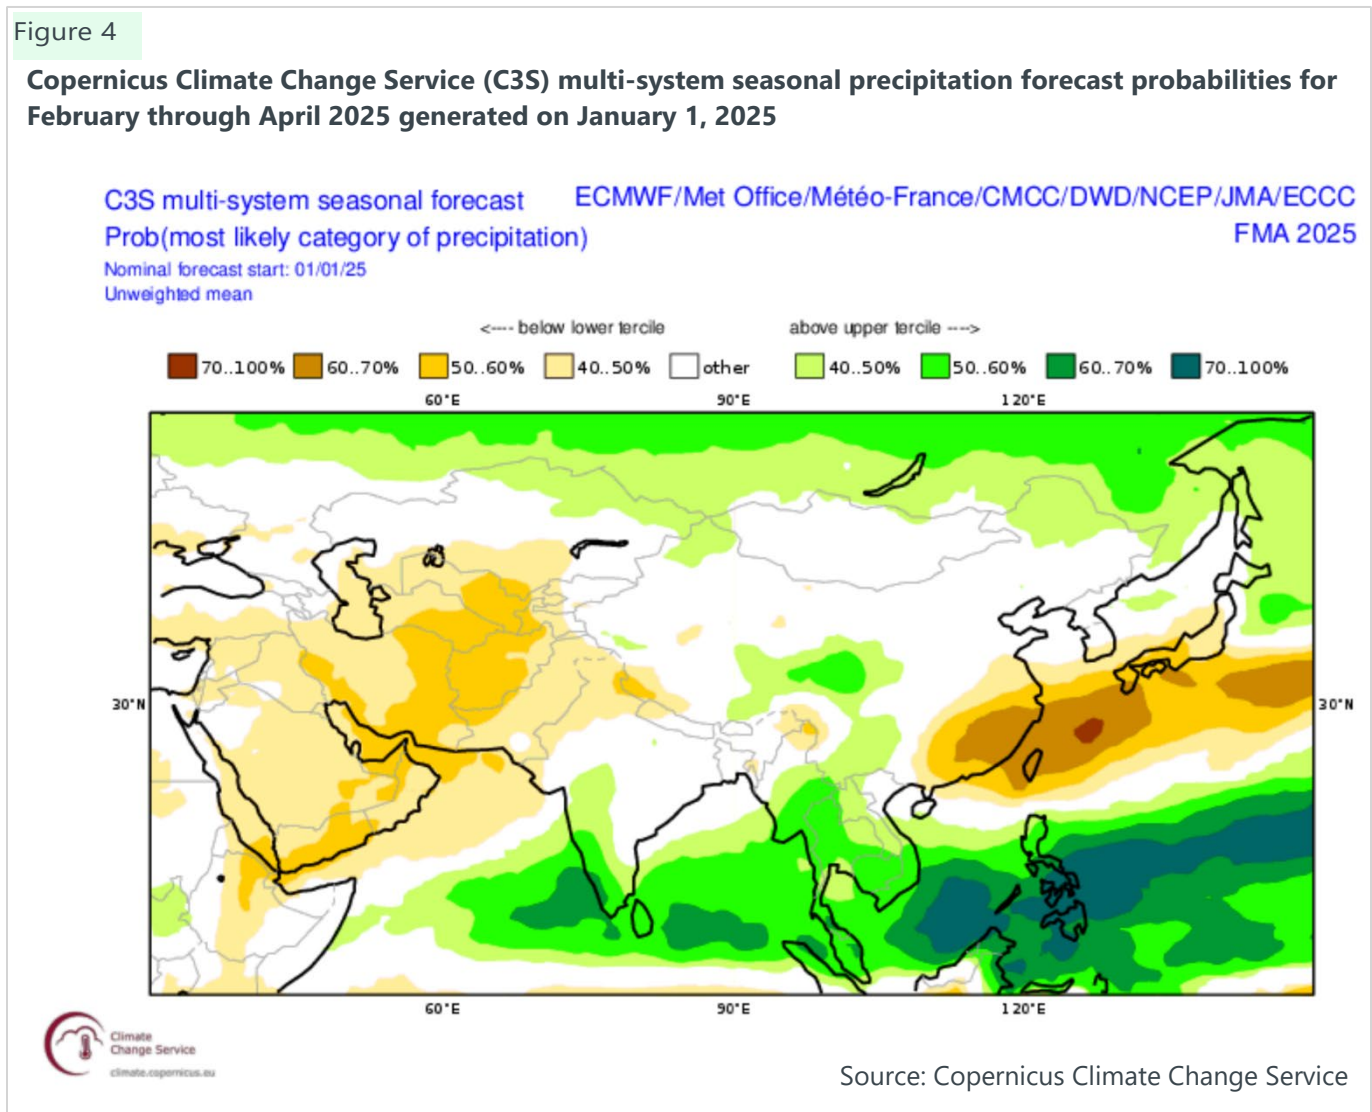 Figure 4
Copernicus Climate Change Service (C3S) multi-system seasonal precipitation forecast probabilities for
February through April 2025 generated on January 1, 2025
C3S multi-system seasonal forecast ECMWF/Met Office/Météo-France/CMCC/DWD/NCEP/JMA/ECCC
Prob(most likely category of precipitation) FMA 2025
Nominal forecast start: 01/01/25
Unweighted mean
<---- below lower tercile above upper tercile ---->
70..100% 60..70% 50..60% 40..50% other 40..50% 50..60% 60..70% 70..100%
60°E 90°E 120°E
30°N 30°N
60°E 90°E 120°E
Climate
Change Service
climate.copernicus.eu
Source: Copernicus Climate Change Service